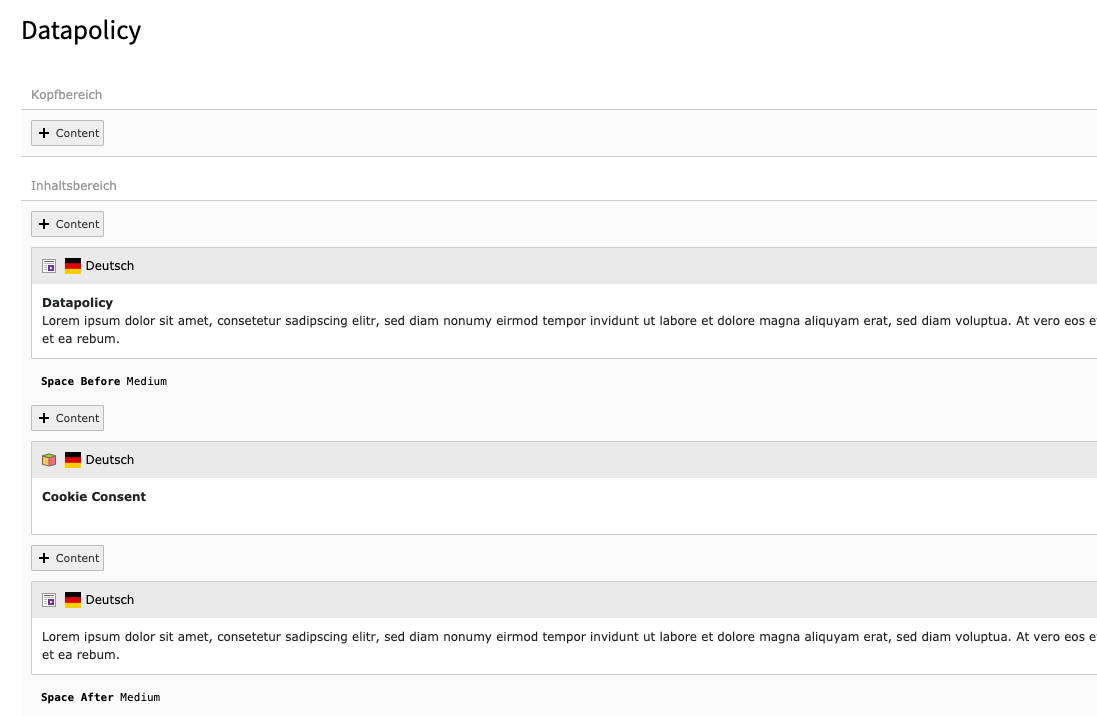 Datapolicy
Kopfbereich
+ Content
Inhaltsbereich
+ Content
Deutsch
Datapolicy
Lorem ipsum dolor sit amet, consetetur sadipscing elitr, sed diam nonumy eirmod tempor invidunt ut labore et dolore magna aliquyam erat, sed diam voluptua. At vero eos
et ea rebum.
Space Before Medium
+ Content
Deutsch
Cookie Consent
+ Content
Deutsch
Lorem ipsum dolor sit amet, consetetur sadipscing elitr, sed diam nonumy eirmod tempor invidunt ut labore et dolore magna aliquyam erat, sed diam voluptua. At vero eos
et ea rebum.
Space After Medium